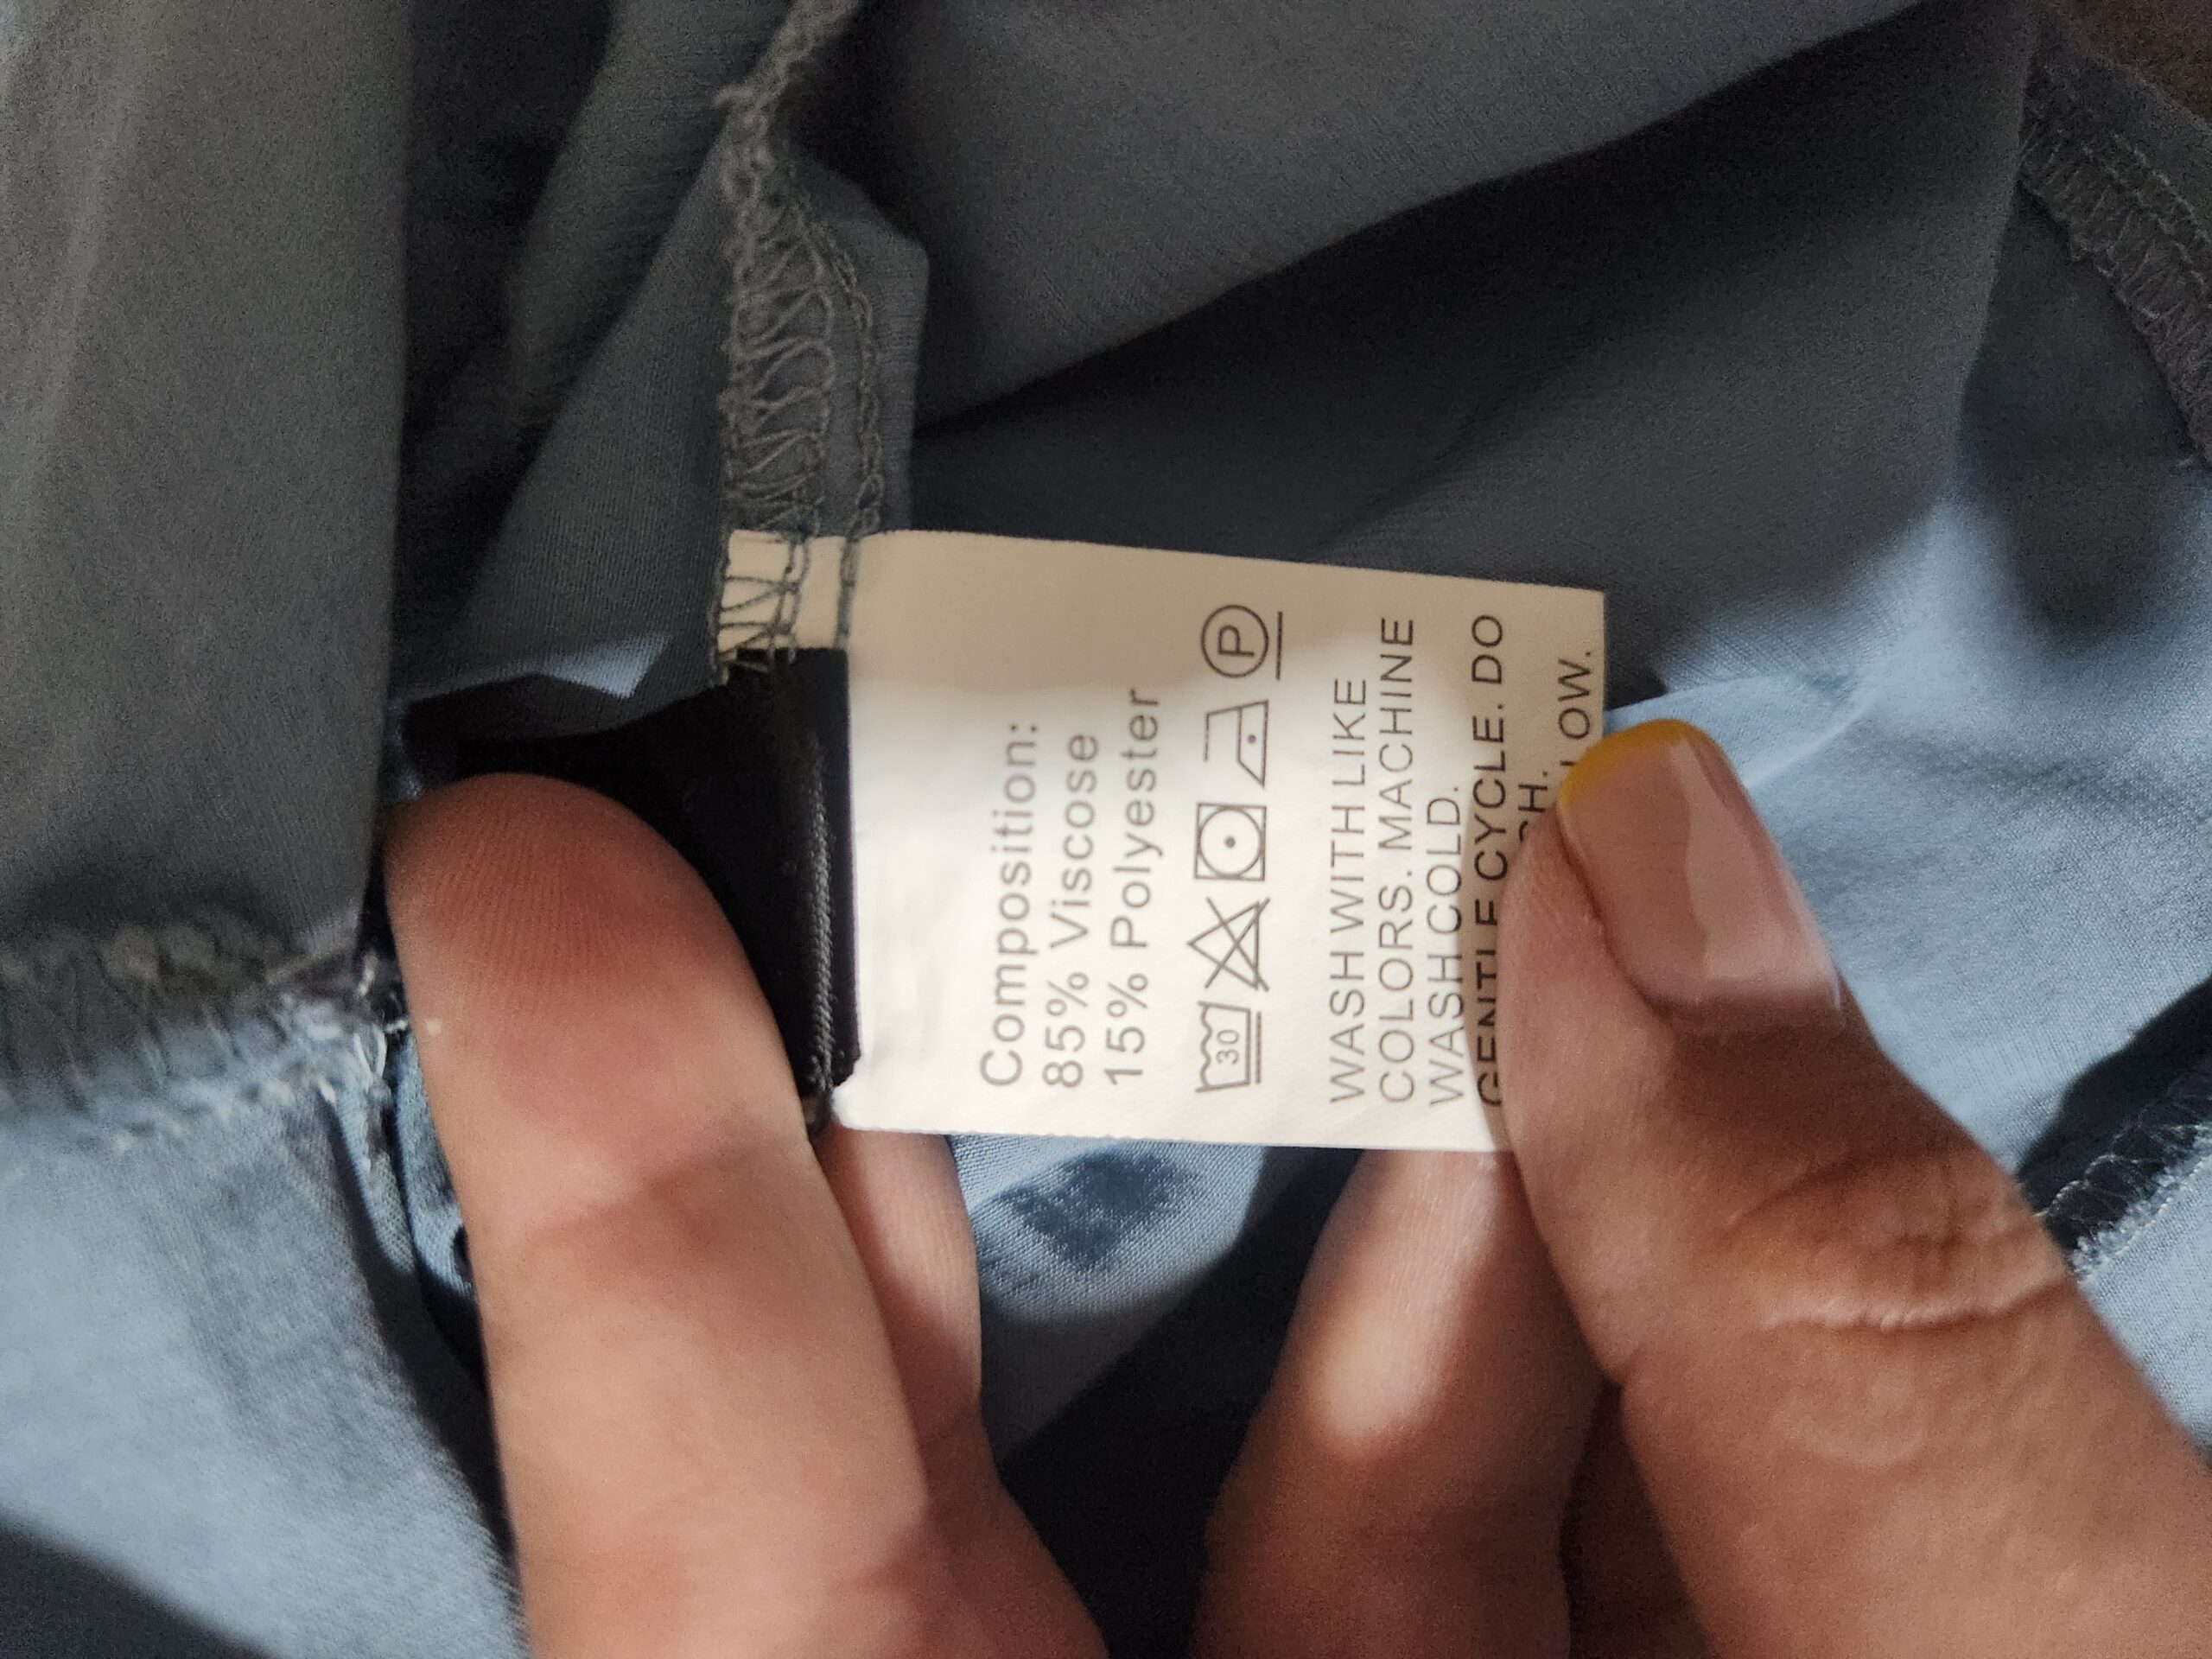 Composition:
85% Viscose
15% Polyester
30 P
WASH WITH LIKE
COLORS. MACHINE
WASH COLD.
GENTLE CYCLE. DO